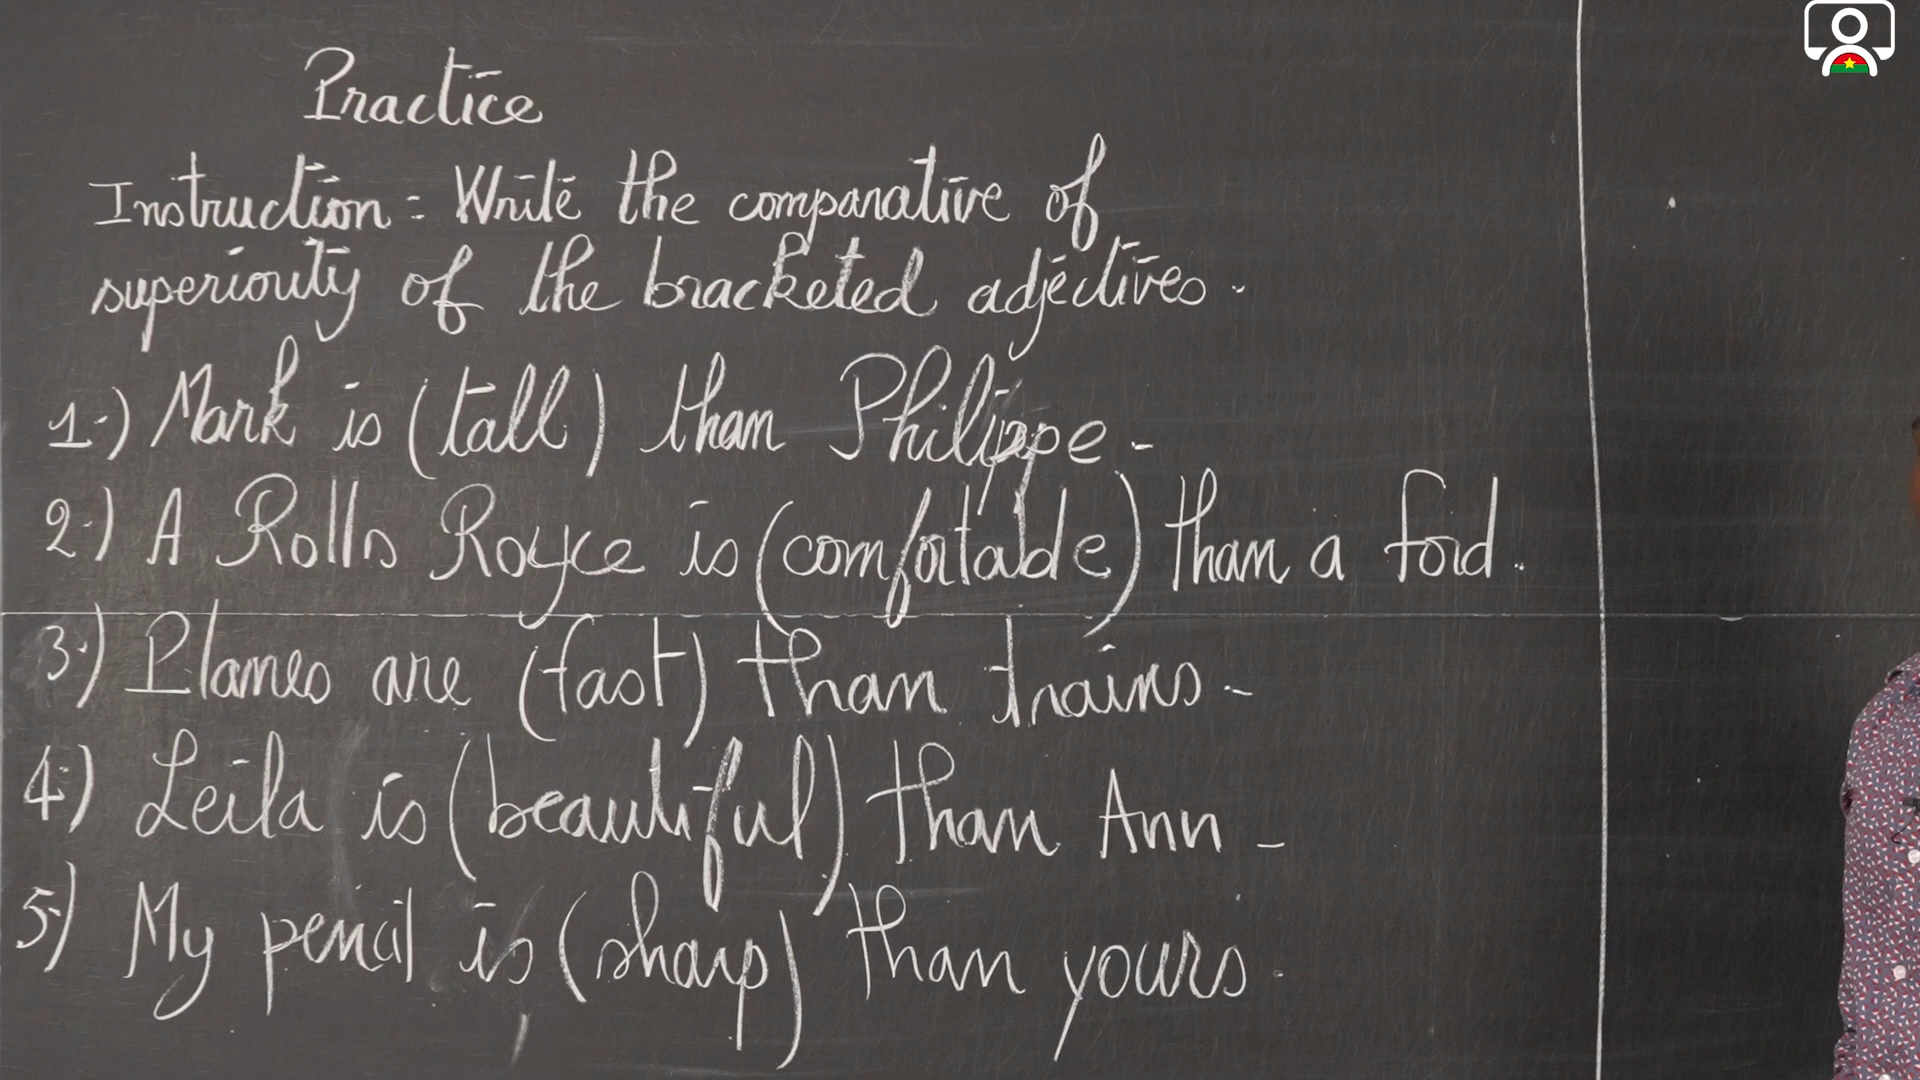 Practice
Instruction = Write the comparative of
superiority of the bracketed adjectives.
1.) Mark is (tall) than Philippe.
2.) A Rolls Royce is (comfortable) than a ford.
3.) Planes are (fast) than trains.
4.) Leila is (beautiful) than Ann.
5.) My pencil is (sharp) than yours.